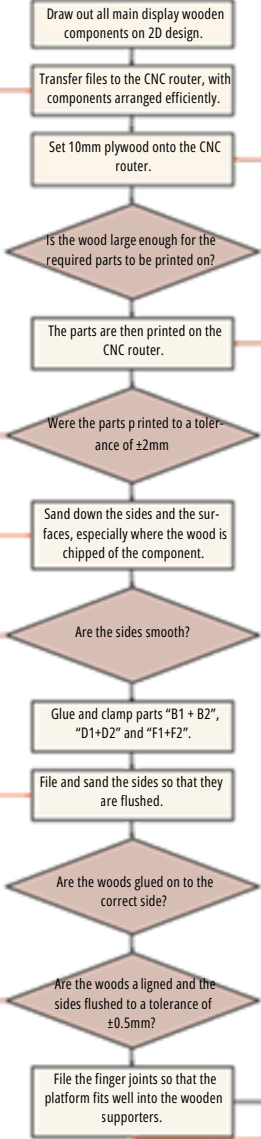 Draw out all main display wooden
components on 2D design.
Transfer files to the CNC router, with
components arranged efficiently.
Set 10mm plywood onto the CNC
router.
Is the wood large enough for the
required parts to be printed on?
The parts are then printed on the
CNC router.
Were the parts printed to a toler-
ance of ±2mm
Sand down the sides and the sur-
faces, especially where the wood is
chipped of the component.
Are the sides smooth?
Glue and clamp parts “B1 + B2”,
“D1+D2” and “F1+F2”.
File and sand the sides so that they
are flushed.
Are the woods glued on to the
correct side?
Are the woods aligned and the
sides flushed to a tolerance of
±0.5mm?
File the finger joints so that the
platform fits well into the wooden
supporters.